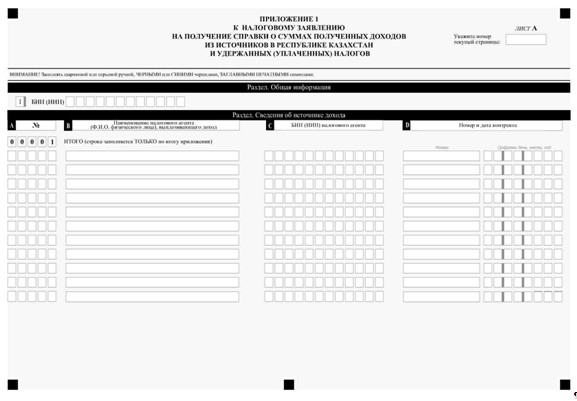 ПРИЛОЖЕНИЕ 1
К НАЛОГОВОМУ ЗАЯВЛЕНИЮ
НА ПОЛУЧЕНИЕ СПРАВКИ О СУММАХ ПОЛУЧЕННЫХ ДОХОДОВ
ИЗ ИСТОЧНИКОВ В РЕСПУБЛИКЕ КАЗАХСТАН
И УДЕРЖАННЫХ (УПЛАЧЕННЫХ) НАЛОГОВ
ЛИСТ А
Укажите номер
текущей страницы:
ВНИМАНИЕ! Заполнять шариковой или перьевой ручкой, ЧЕРНЫМИ или СИНИМИ чернилами, ЗАГЛАВНЫМИ ПЕЧАТНЫМИ символами.
Раздел. Общая информация
1 БИН (ИИН)
Раздел. Сведения об источнике дохода
A №
B Наименование налогового агента
(Ф.И.О. физического лица), выплачивающего доход
C БИН (ИИН) налогового агента
D Номер и дата контракта
0 0 0 0 1 ИТОГО (строка заполняется ТОЛЬКО по итогу приложения)
Номер
Цифрами день, месяц, год